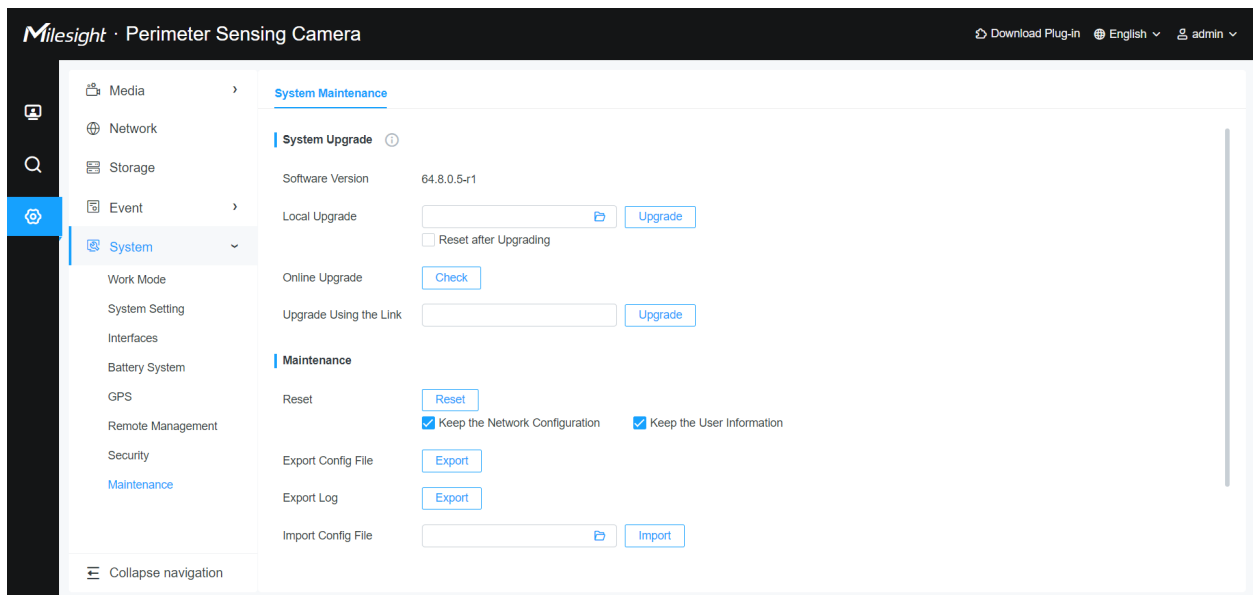 Milesight · Perimeter Sensing Camera
Download Plug-in English admin
Media
Network
Storage
Event
System
Work Mode
System Setting
Interfaces
Battery System
GPS
Remote Management
Security
Maintenance
Collapse navigation
System Maintenance
System Upgrade
Software Version 64.8.0.5-r1
Local Upgrade Upgrade
Reset after Upgrading
Online Upgrade Check
Upgrade Using the Link Upgrade
Maintenance
Reset Reset
Keep the Network Configuration Keep the User Information
Export Config File Export
Export Log Export
Import Config File Import